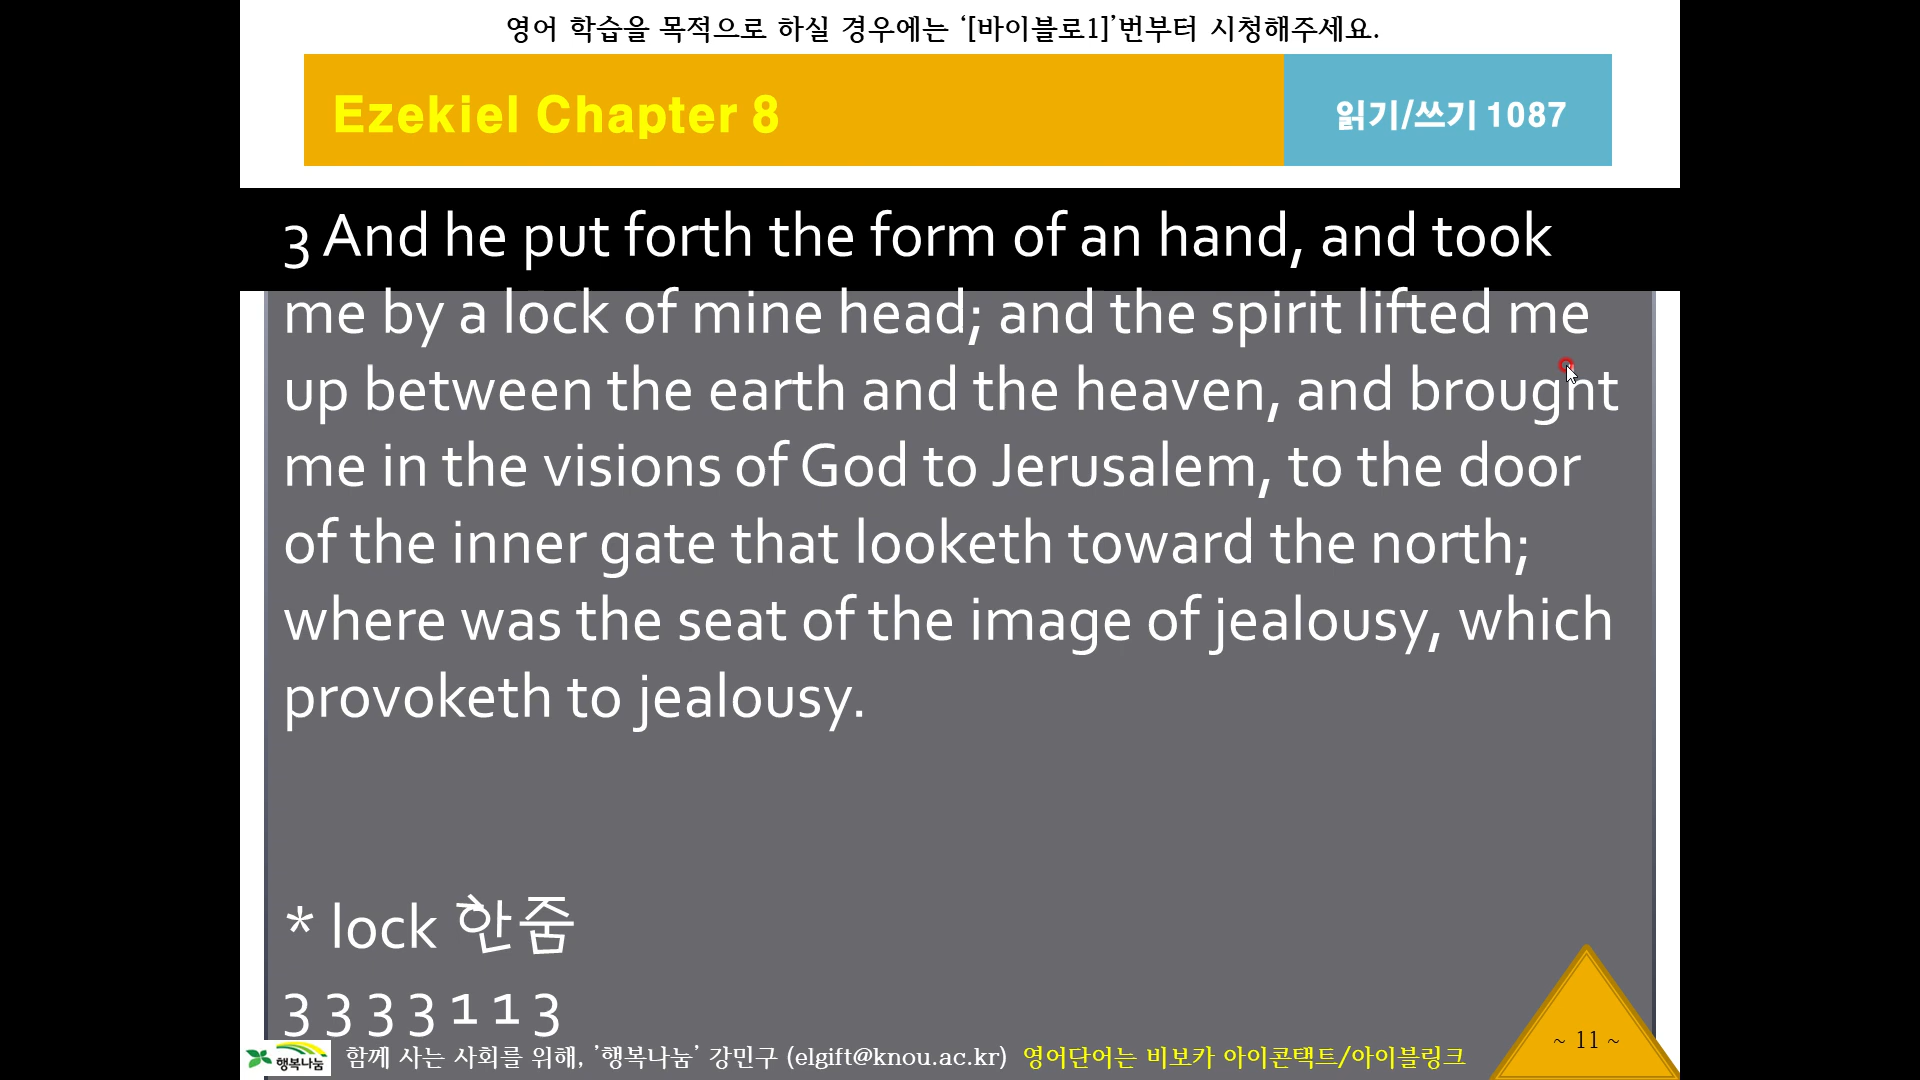 영어 학습을 목적으로 하실 경우에는 ‘[바이블로1]’번부터 시청해주세요.
Ezekiel Chapter 8
읽기/쓰기 1087
3 And he put forth the form of an hand, and took
me by a lock of mine head; and the spirit lifted me
up between the earth and the heaven, and brought
me in the visions of God to Jerusalem, to the door
of the inner gate that looketh toward the north;
where was the seat of the image of jealousy, which
provoketh to jealousy.
* lock 한줌
3 3 3 3 1 1 3
~ 11 ~
행복나눔
함께 사는 사회를 위해, ’행복나눔’ 강민구 (elgift@knou.ac.kr) 영어단어는 비보카 아이콘택트/아이블링크